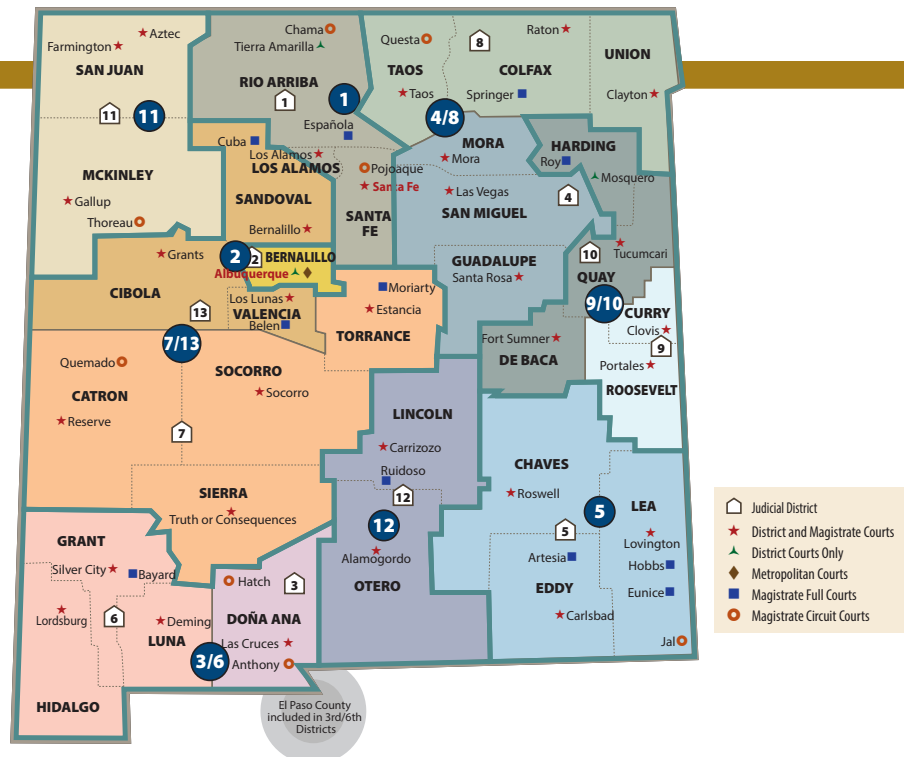 Chama
Aztec
Farmington
Tierra Amarilla
SAN JUAN
RIO ARRIBA
1
1
11
11
Española
Questa
8
Raton
UNION
TAOS
COLFAX
Taos
Springer
Clayton
4/8
Cuba
Los Alamos
LOS ALAMOS
MORA
Mora
HARDING
Roy
Mosquero
MCKINLEY
Gallup
Thoreau
SANDOVAL
Bernalillo
Pojoaque
Santa Fe
SANTA
FE
Las Vegas
SAN MIGUEL
4
10
Tucumcari
Grants
2
2
BERNALILLO
Albuquerque
GUADALUPE
Santa Rosa
QUAY
9/10
CURRY
Clovis
9
CIBOLA
13
Los Lunas
VALENCIA
Belen
Moriarty
Estancia
TORRANCE
Fort Sumner
DE BACA
Portales
ROOSEVELT
7/13
Quemado
CATRON
Reserve
SOCORRO
Socorro
7
LINCOLN
Carrizozo
Ruidoso
12
12
Alamogordo
OTERO
CHAVES
Roswell
5
5
LEA
Lovington
Hobbs
Eunice
Artesia
EDDY
Carlsbad
Jal
SIERRA
Truth or Consequences
GRANT
Silver City
Bayard
Hatch
3
Lordsburg
6
Deming
LUNA
DOÑA ANA
Las Cruces
Anthony
3/6
HIDALGO
El Paso County
included in 3rd/6th
Districts
Judicial District
District and Magistrate Courts
District Courts Only
Metropolitan Courts
Magistrate Full Courts
Magistrate Circuit Courts